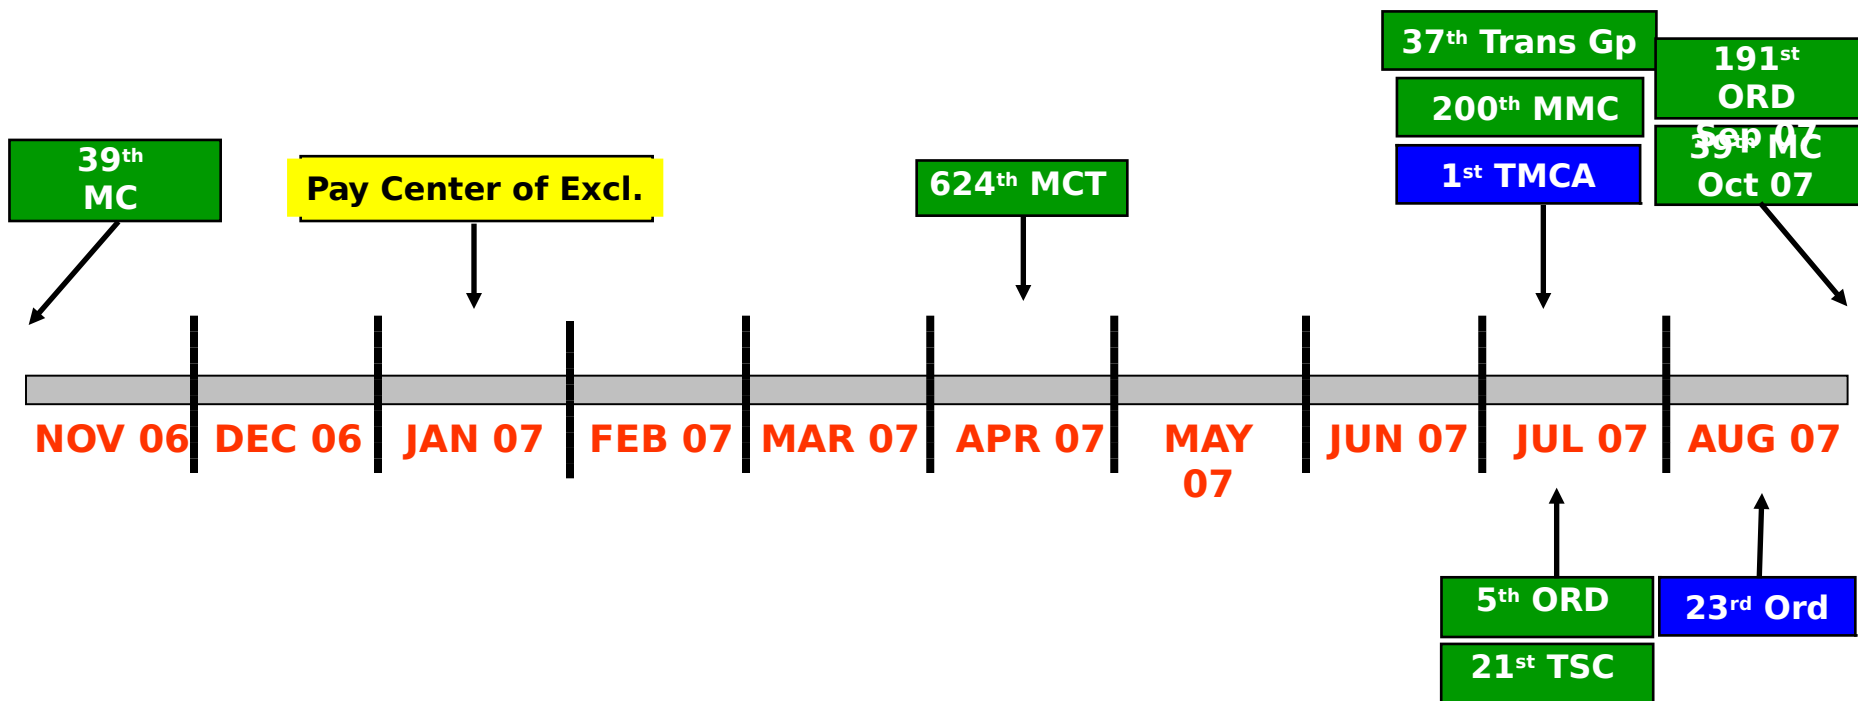 37th Trans Gp
191st
ORD
Sep 07
200th MMC
39th MC
Oct 07
1st TMCA
39th
MC
Pay Center of Excl.
624th MCT
NOV 06
DEC 06
JAN 07
FEB 07
MAR 07
APR 07
MAY
07
JUN 07
JUL 07
AUG 07
5th ORD
23rd Ord
21st TSC